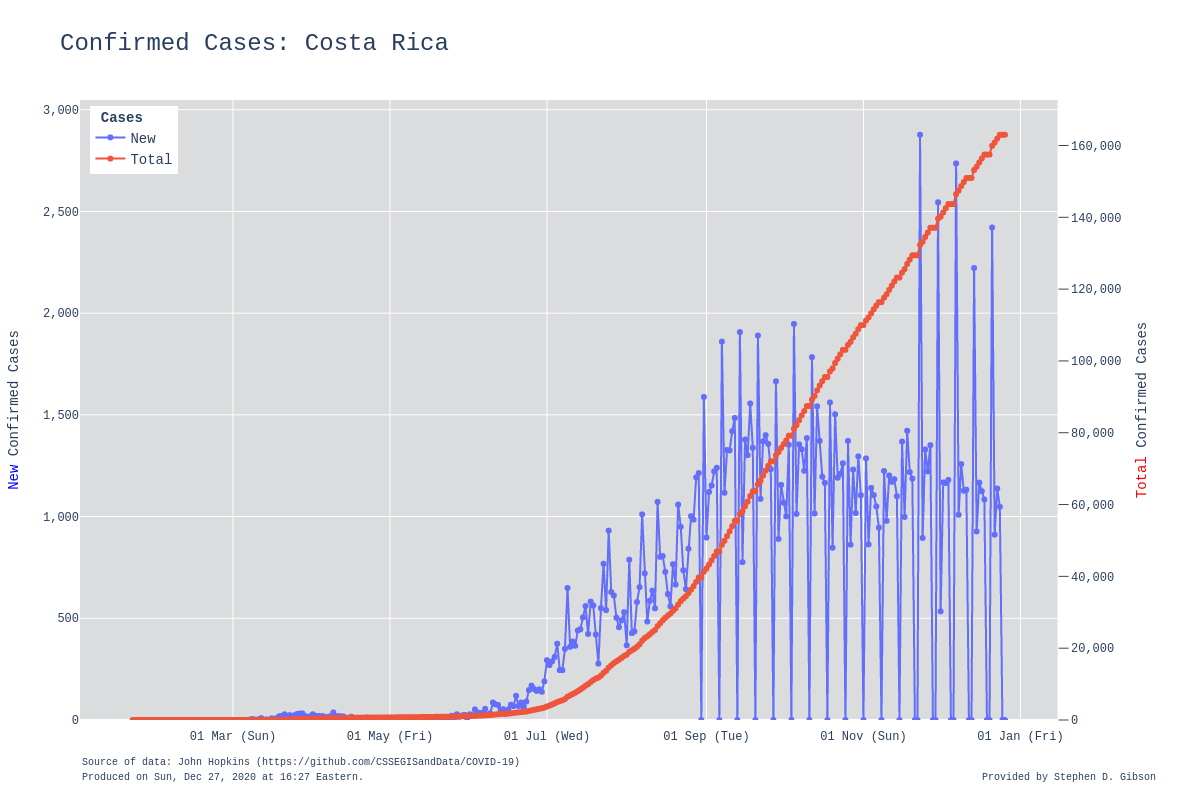 Confirmed Cases: Costa Rica
Cases
New
Total
3,000
2,500
2,000
1,500
1,000
500
0
New Confirmed Cases
160,000
140,000
120,000
100,000
80,000
60,000
40,000
20,000
0
Total Confirmed Cases
01 Mar (Sun) 01 May (Fri) 01 Jul (Wed) 01 Sep (Tue) 01 Nov (Sun) 01 Jan (Fri)
Source of data: John Hopkins (https://github.com/CSSEGISandData/COVID-19)
Produced on Sun, Dec 27, 2020 at 16:27 Eastern.
Provided by Stephen D. Gibson